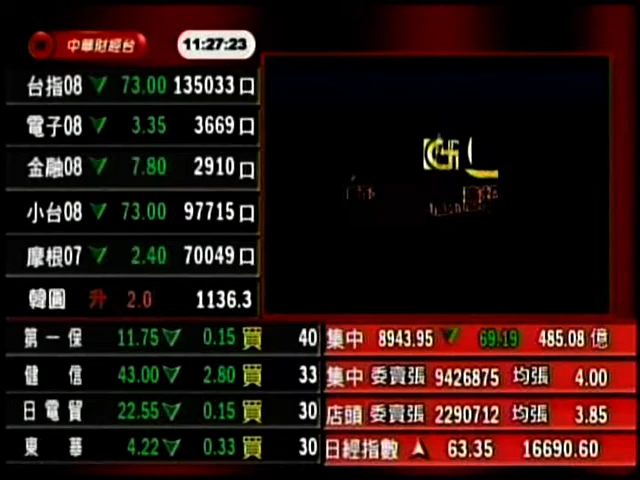 中華財經台 11:27:23
台指08 73.00 135033口
電子08 3.35 3669口
金融08 7.80 2910口
小台08 73.00 97715口
摩根07 2.40 70049口
韓圓 升 2.0 1136.3
第一保 11.75 0.15 買 40
健信 43.00 2.80 買 33
日電貿 22.55 0.15 買 30
東華 4.22 0.33 買 30
集中 8943.95 69.19 485.08 億
集中 委賣張 9426875 均張 4.00
店頭 委賣張 2290712 均張 3.85
日經指數 63.35 16690.60